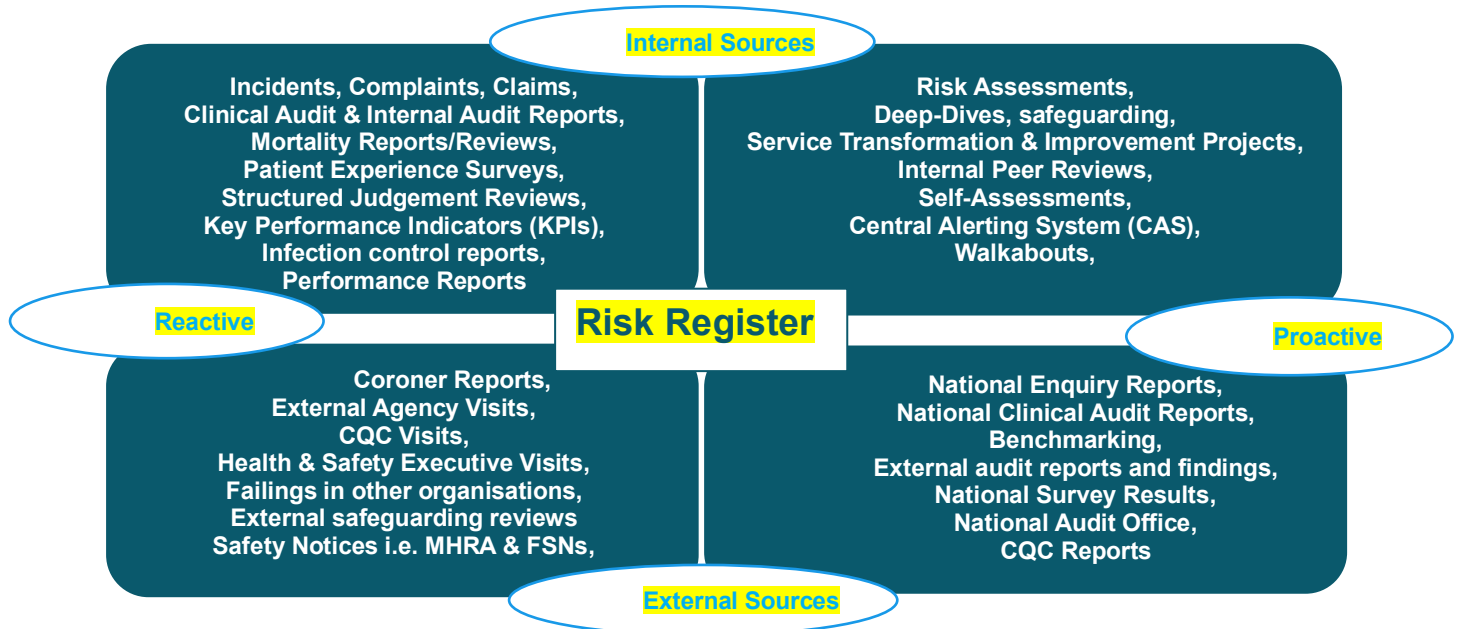 Internal Sources
Incidents, Complaints, Claims,
Clinical Audit & Internal Audit Reports,
Mortality Reports/Reviews,
Patient Experience Surveys,
Structured Judgement Reviews,
Key Performance Indicators (KPIs),
Infection control reports,
Performance Reports
Risk Assessments,
Deep-Dives, safeguarding,
Service Transformation & Improvement Projects,
Internal Peer Reviews,
Self-Assessments,
Central Alerting System (CAS),
Walkabouts,
Reactive
Risk Register
Proactive
Coroner Reports,
External Agency Visits,
CQC Visits,
Health & Safety Executive Visits,
Failings in other organisations,
External safeguarding reviews
Safety Notices i.e. MHRA & FSNs,
National Enquiry Reports,
National Clinical Audit Reports,
Benchmarking,
External audit reports and findings,
National Survey Results,
National Audit Office,
CQC Reports
External Sources